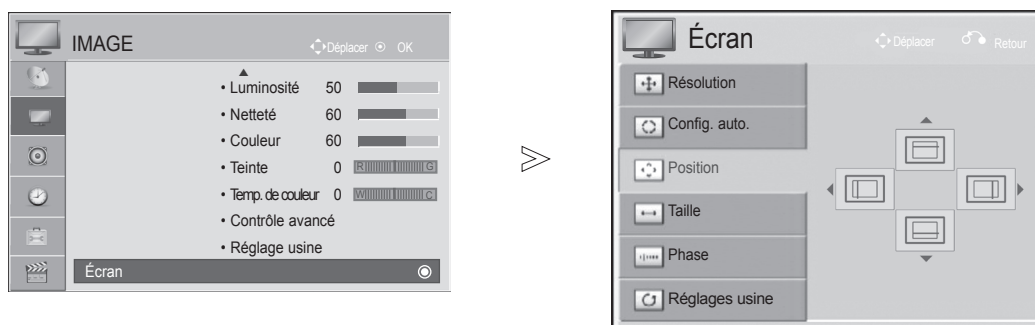 IMAGE
Déplacer OK
• Luminosité 50
• Netteté 60
• Couleur 60
• Teinte 0 R G
• Temp. de couleur 0 W C
• Contrôle avancé
• Réglage usine
Écran
Écran
Déplacer Retour
Résolution
Config. auto.
Position
Taille
Phase
Réglages usine